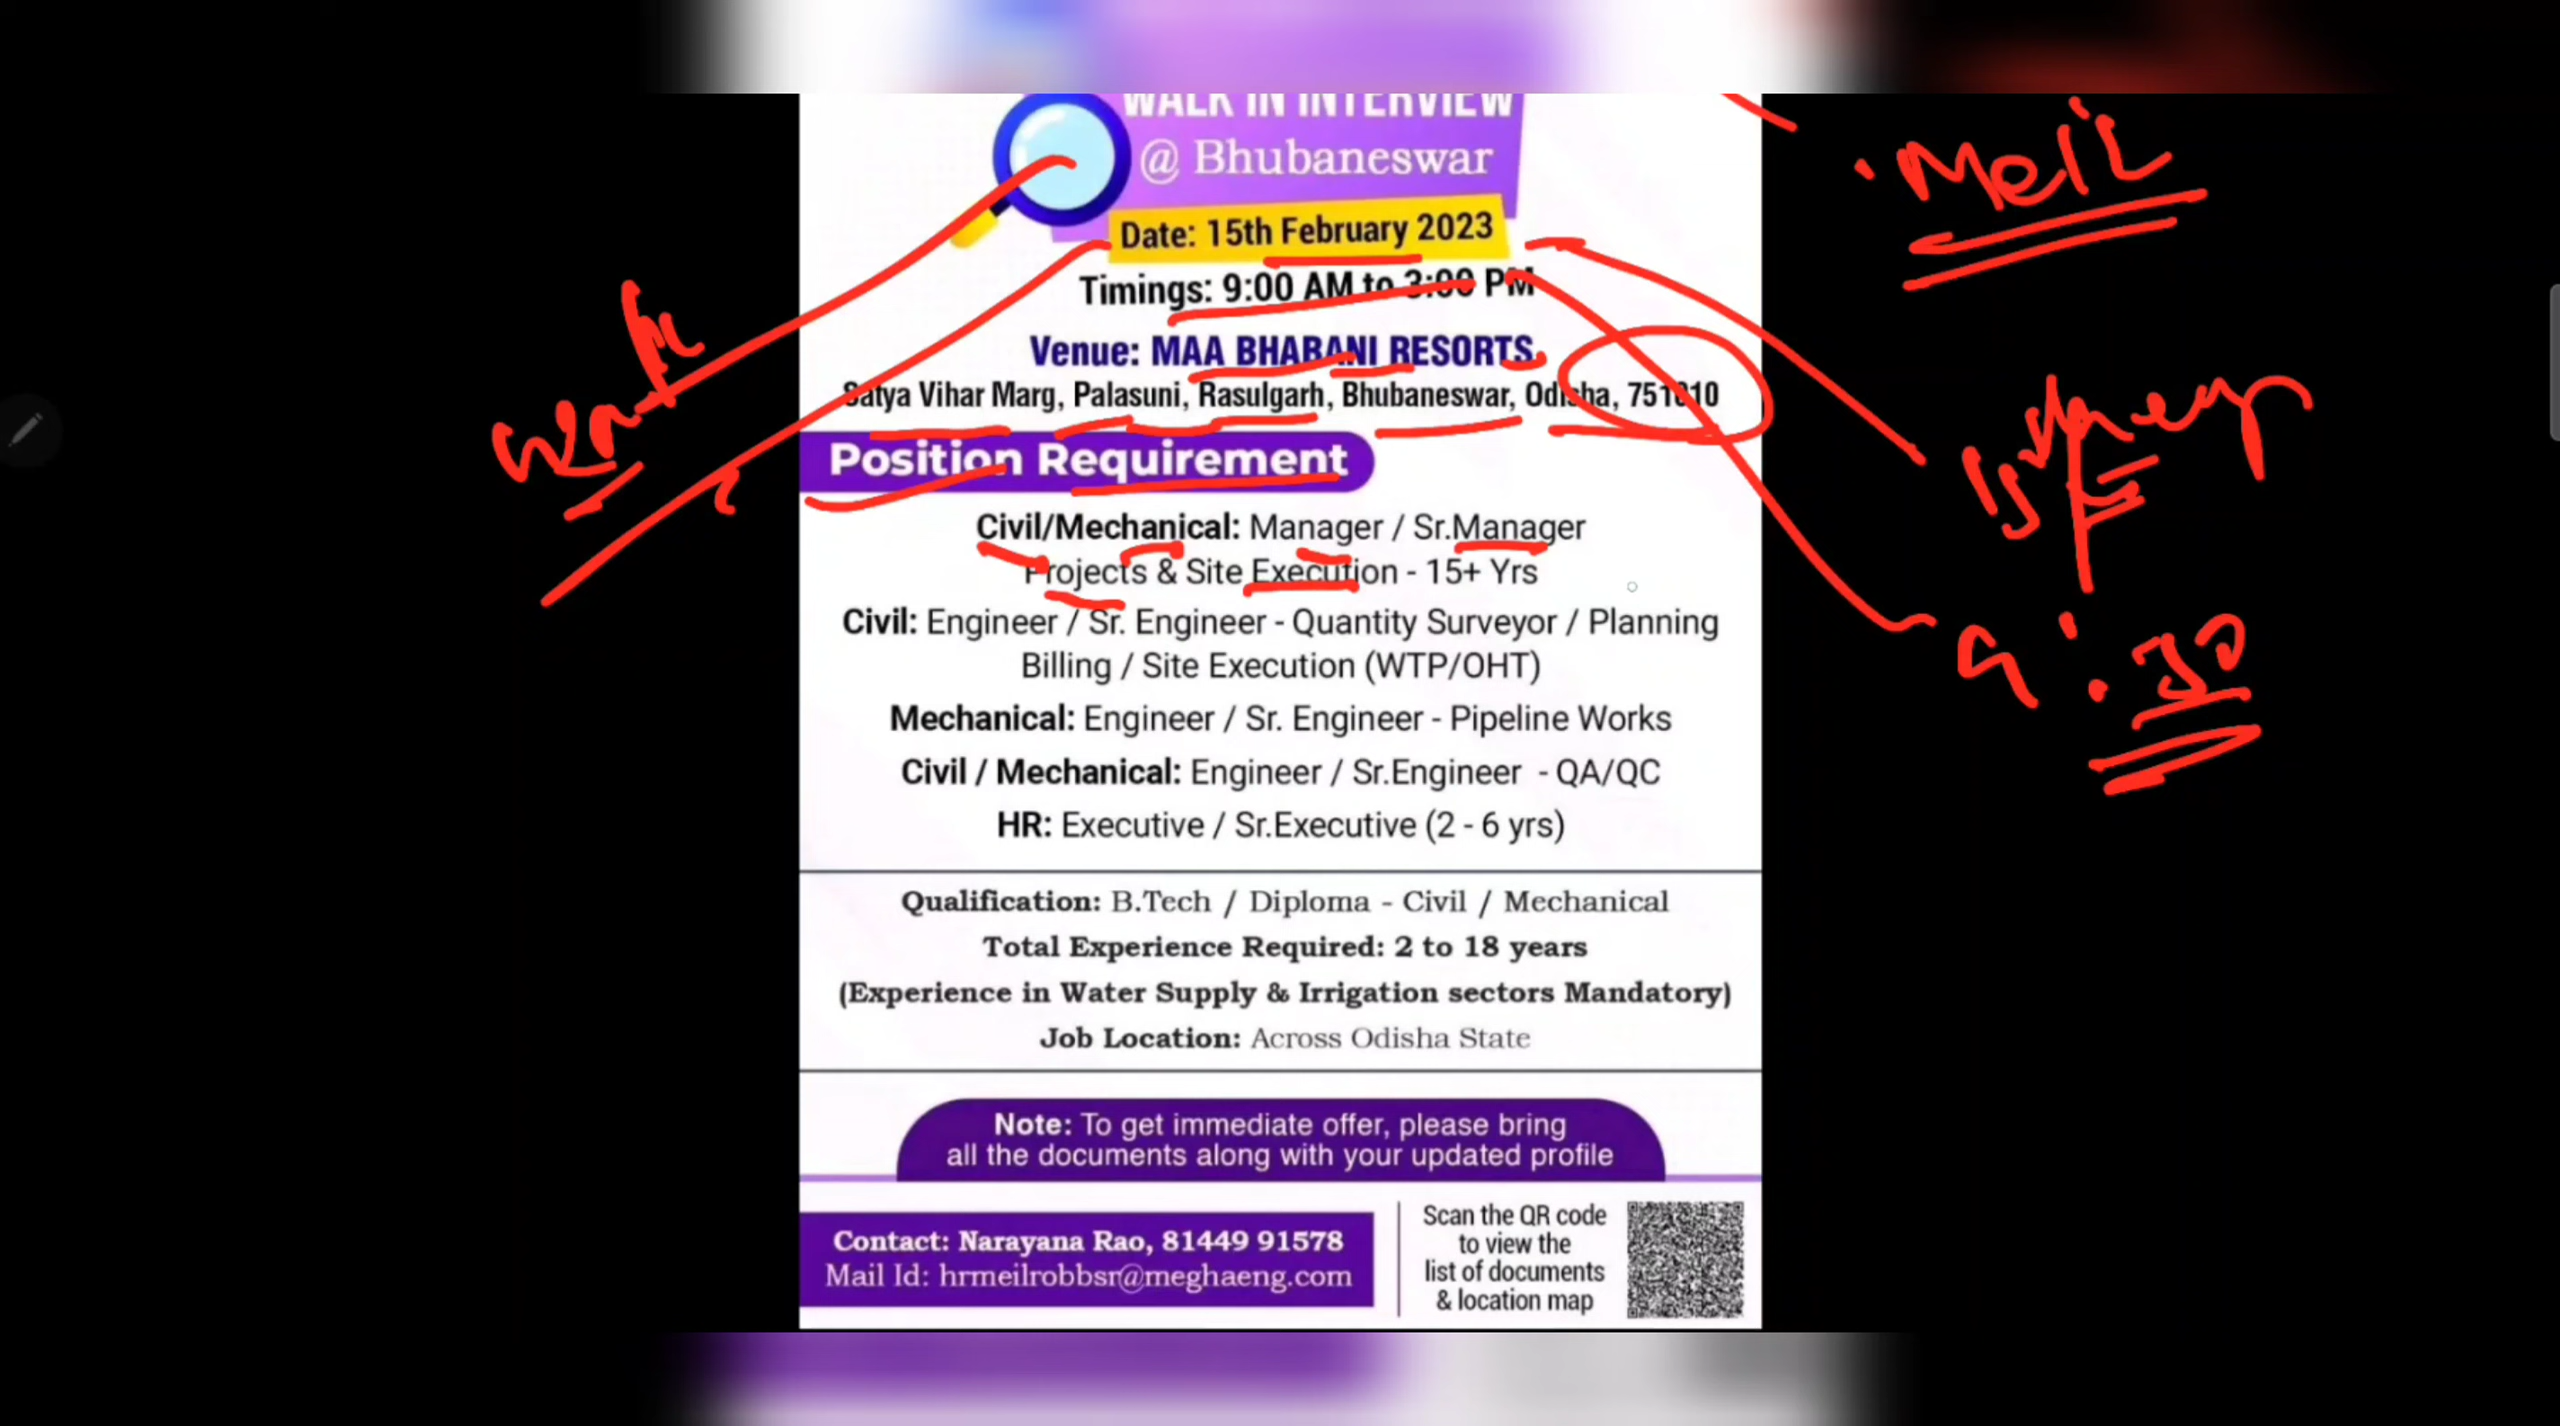 WALK IN INTERVIEW
@ Bhubaneswar
Date: 15th February 2023
Timings: 9:00 AM to 3:00 PM
Venue: MAA BHARANI RESORTS,
Satya Vihar Marg, Palasuni, Rasulgarh, Bhubaneswar, Odisha, 751010
Position Requirement
Civil/Mechanical: Manager / Sr.Manager
Projects & Site Execution - 15+ Yrs
Civil: Engineer / Sr. Engineer - Quantity Surveyor / Planning
Billing / Site Execution (WTP/OHT)
Mechanical: Engineer / Sr. Engineer - Pipeline Works
Civil / Mechanical: Engineer / Sr.Engineer - QA/QC
HR: Executive / Sr.Executive (2 - 6 yrs)
Qualification: B.Tech / Diploma - Civil / Mechanical
Total Experience Required: 2 to 18 years
(Experience in Water Supply & Irrigation sectors Mandatory)
Job Location: Across Odisha State
Note: To get immediate offer, please bring
all the documents along with your updated profile
Contact: Narayana Rao, 81449 91578
Mail Id: hrmeilrobbsr@meghaeng.com
Scan the QR code
to view the
list of documents
& location map
MeiL
9:30